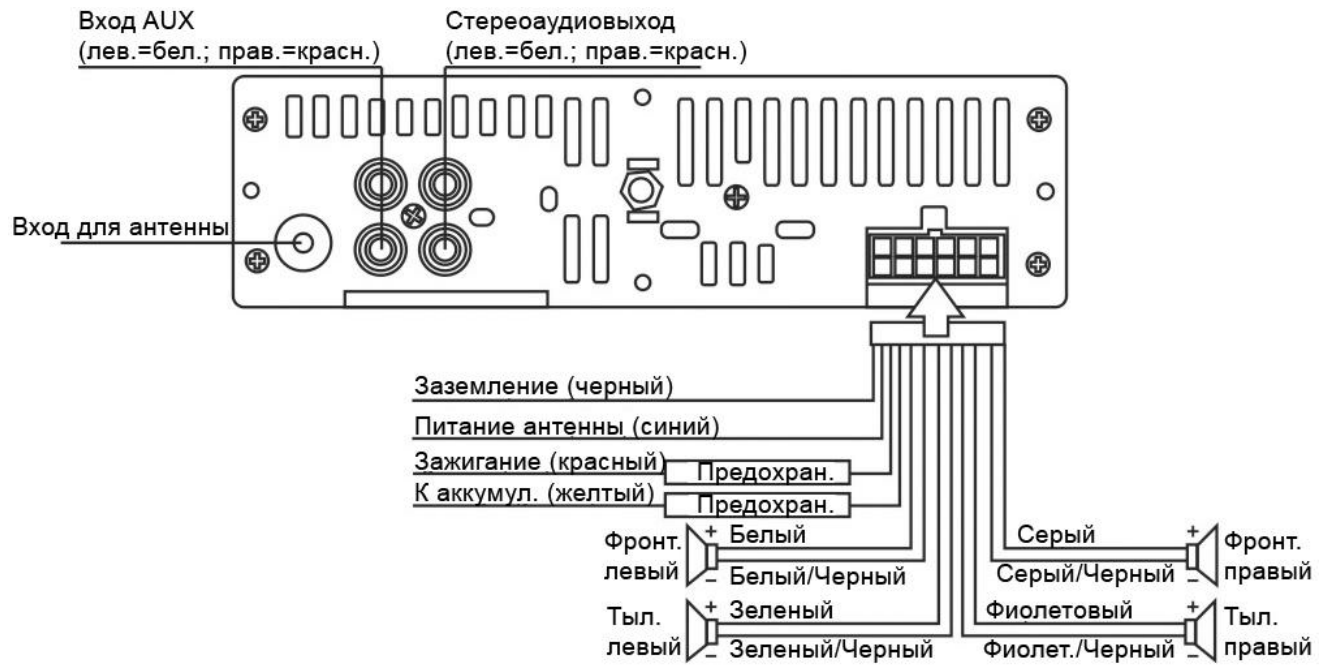 Вход AUX
(лев.=бел.; прав.=красн.)
Стереоаудиовыход
(лев.=бел.; прав.=красн.)
Вход для антенны
Заземление (черный)
Питание антенны (синий)
Зажигание (красный)
Предохран.
К аккумул. (желтый)
Предохран.
Фронт.
левый
+ Белый
– Белый/Черный
Серый +
Серый/Черный –
Фронт.
правый
Тыл.
левый
+ Зеленый
– Зеленый/Черный
Фиолетовый +
Фиолет./Черный –
Тыл.
правый